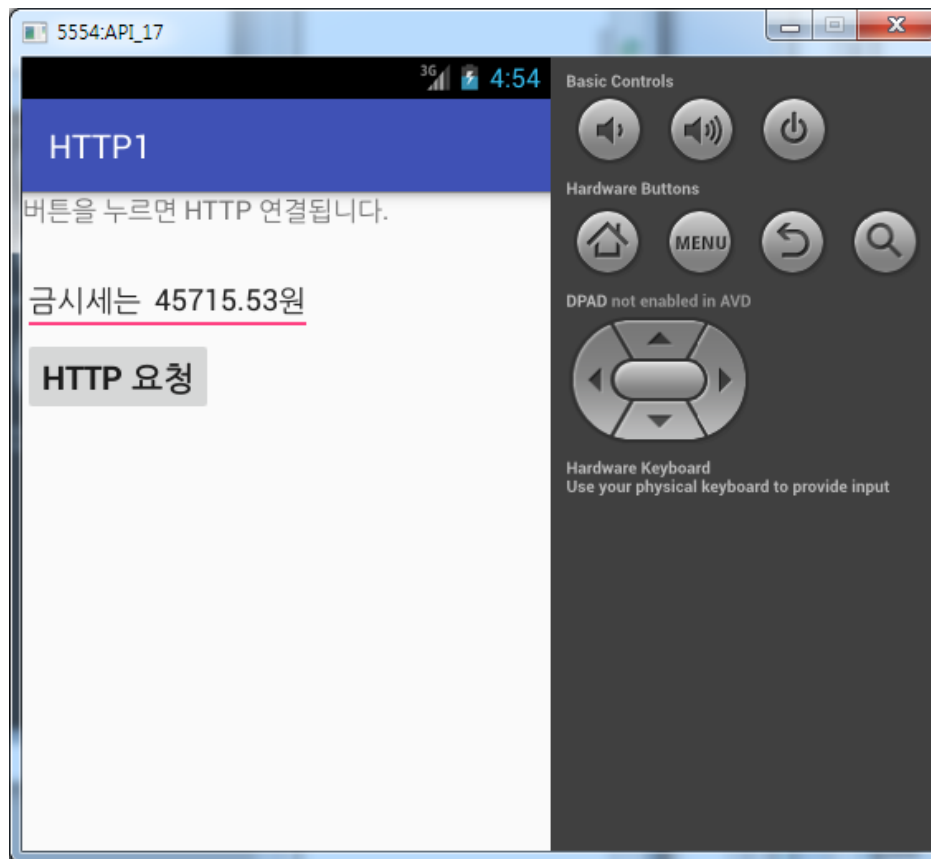 5554:API_17
3G 4:54
HTTP1
버튼을 누르면 HTTP 연결됩니다.
금시세는 45715.53원
HTTP 요청
Basic Controls
Hardware Buttons
MENU
DPAD not enabled in AVD
Hardware Keyboard
Use your physical keyboard to provide input